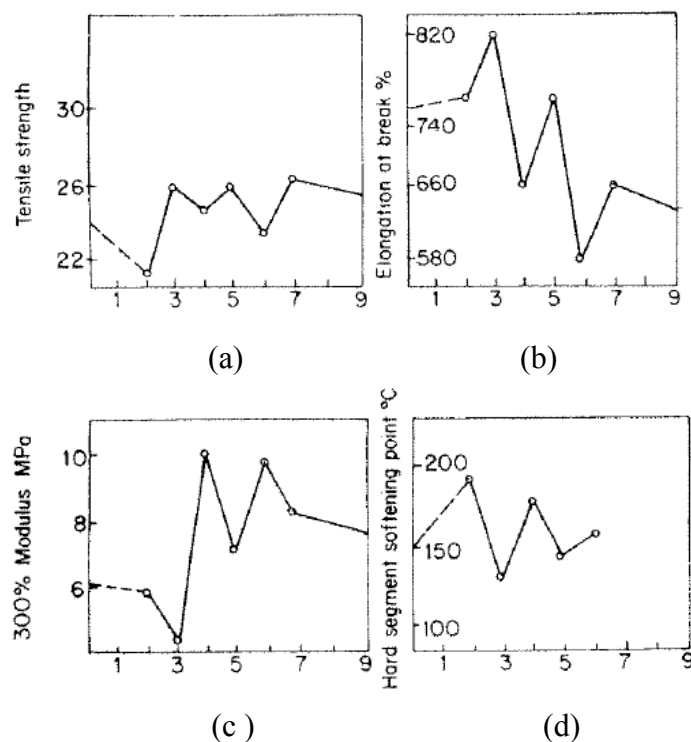 Tensile strength
30
26
22
1 3 5 7 9
(a)
Elongation at break %
820
740
660
580
1 3 5 7 9
(b)
300% Modulus MPa
10
8
6
1 3 5 7 9
(c )
Hard segment softening point °C
200
150
100
1 3 5 7 9
(d)